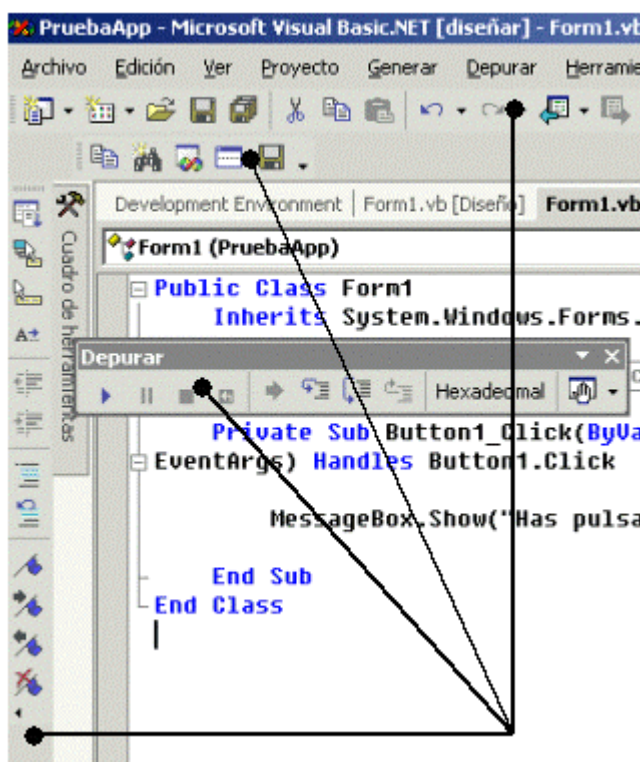 PruebaApp - Microsoft Visual Basic.NET [diseñar] - Form1.vb
Archivo Edición Ver Proyecto Generar Depurar Herramie
Development Environment Form1.vb [Diseño] Form1.vb
Cuadro de herramientas
Form1 (PruebaApp)
Public Class Form1
Inherits System.Windows.Forms.
Depurar
Hexadecimal
Private Sub Button1_Click(ByVa
EventArgs) Handles Button1.Click
MessageBox.Show("Has pulsa
End Sub
End Class